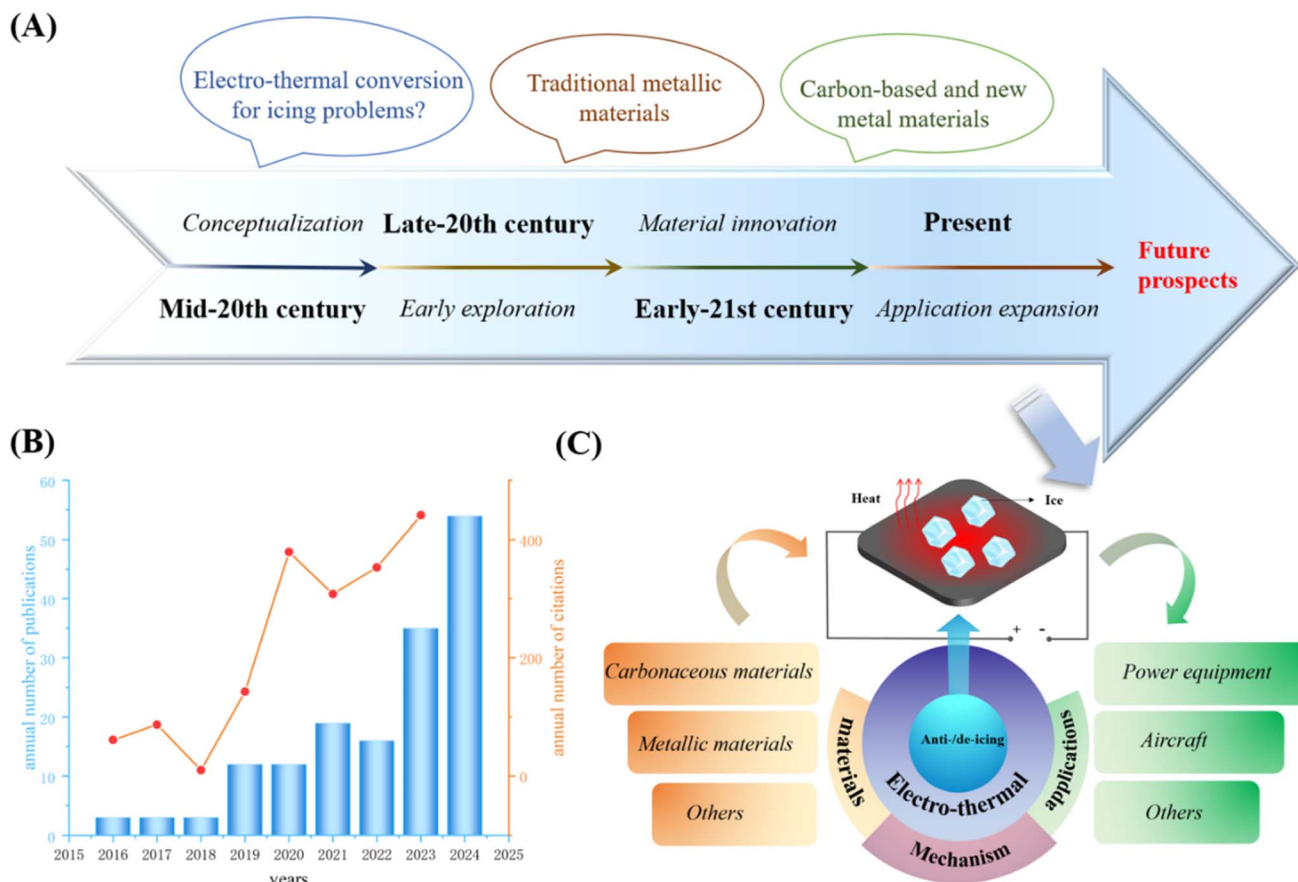 (A)
Electro-thermal conversion
for icing problems?
Traditional metallic
materials
Carbon-based and new
metal materials
Conceptualization
Late-20th century
Material innovation
Present
Mid-20th century
Early exploration
Early-21st century
Application expansion
Future
prospects
(B)
annual number of publications
60
50
40
30
20
10
0
2015
2016
2017
2018
2019
2020
2021
2022
2023
2024
2025
years
annual number of citations
400
200
0
(C)
Heat
Ice
+
-
Carbonaceous materials
Metallic materials
Others
materials
Anti-/de-icing
Electro-thermal
Mechanism
applications
Power equipment
Aircraft
Others